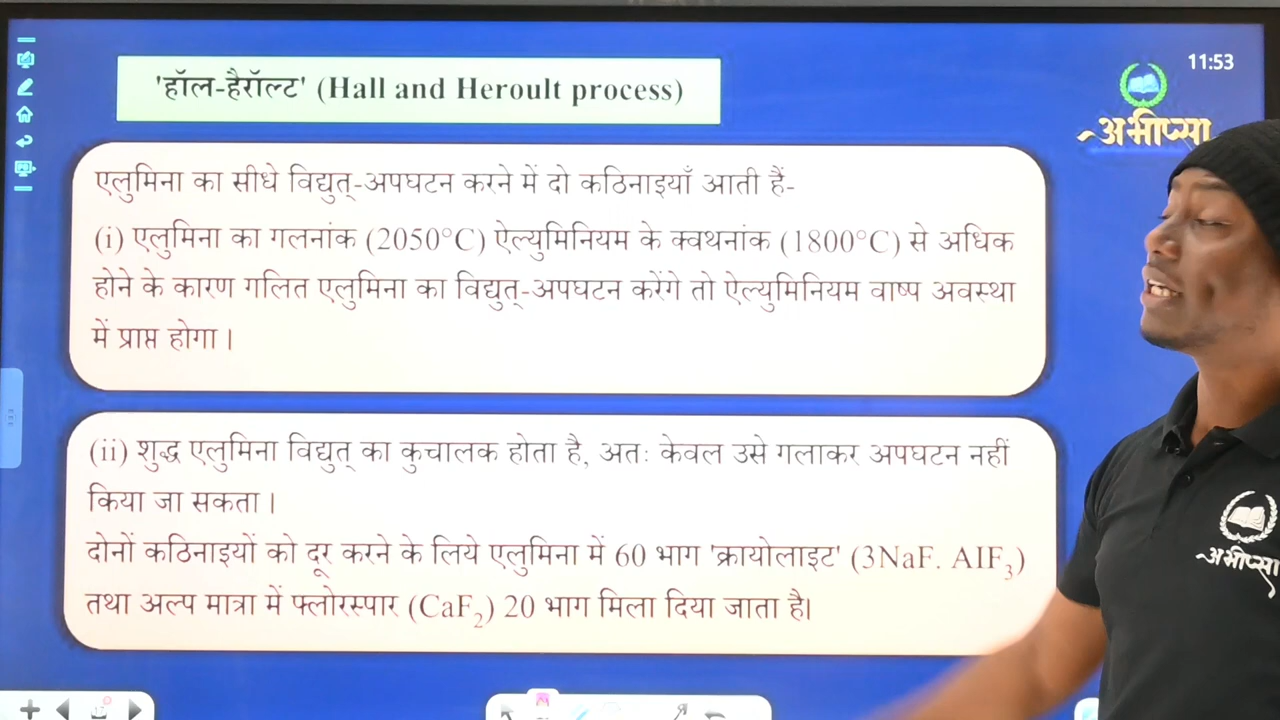 11:53
'हॉल-हैरॉल्ट' (Hall and Heroult process)
अभीप्सा
एलुमिना का सीधे विद्युत्-अपघटन करने में दो कठिनाइयाँ आती हैं-
(i) एलुमिना का गलनांक (2050°C) ऐल्युमिनियम के क्वथनांक (1800°C) से अधिक
होने के कारण गलित एलुमिना का विद्युत्-अपघटन करेंगे तो ऐल्युमिनियम वाष्प अवस्था
में प्राप्त होगा।
(ii) शुद्ध एलुमिना विद्युत् का कुचालक होता है, अतः केवल उसे गलाकर अपघटन नहीं
किया जा सकता।
दोनों कठिनाइयों को दूर करने के लिये एलुमिना में 60 भाग 'क्रायोलाइट' (3NaF. AIF₃)
तथा अल्प मात्रा में फ्लोरस्पार (CaF₂) 20 भाग मिला दिया जाता है।
अभीप्सा